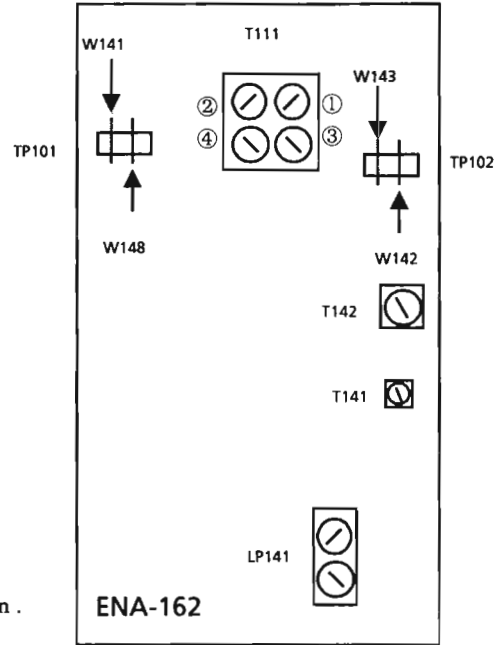 T111
W141
W143
② ①
④ ③
TP101
TP102
W148
W142
T142
T141
LP141
n .
ENA-162